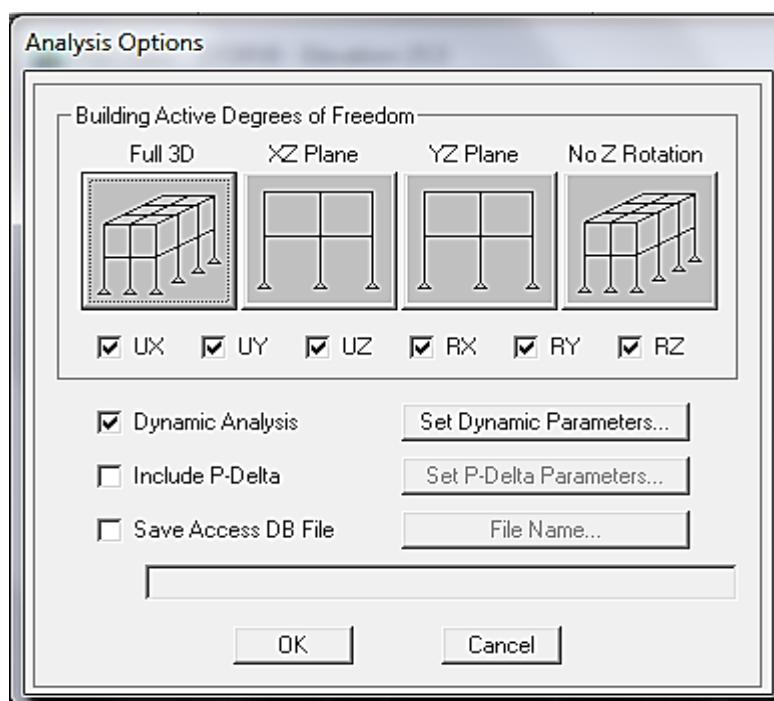 Analysis Options
Building Active Degrees of Freedom
Full 3D XZ Plane YZ Plane No Z Rotation
UX UY UZ RX RY RZ
Dynamic Analysis Set Dynamic Parameters...
Include P-Delta Set P-Delta Parameters...
Save Access DB File File Name...
OK Cancel